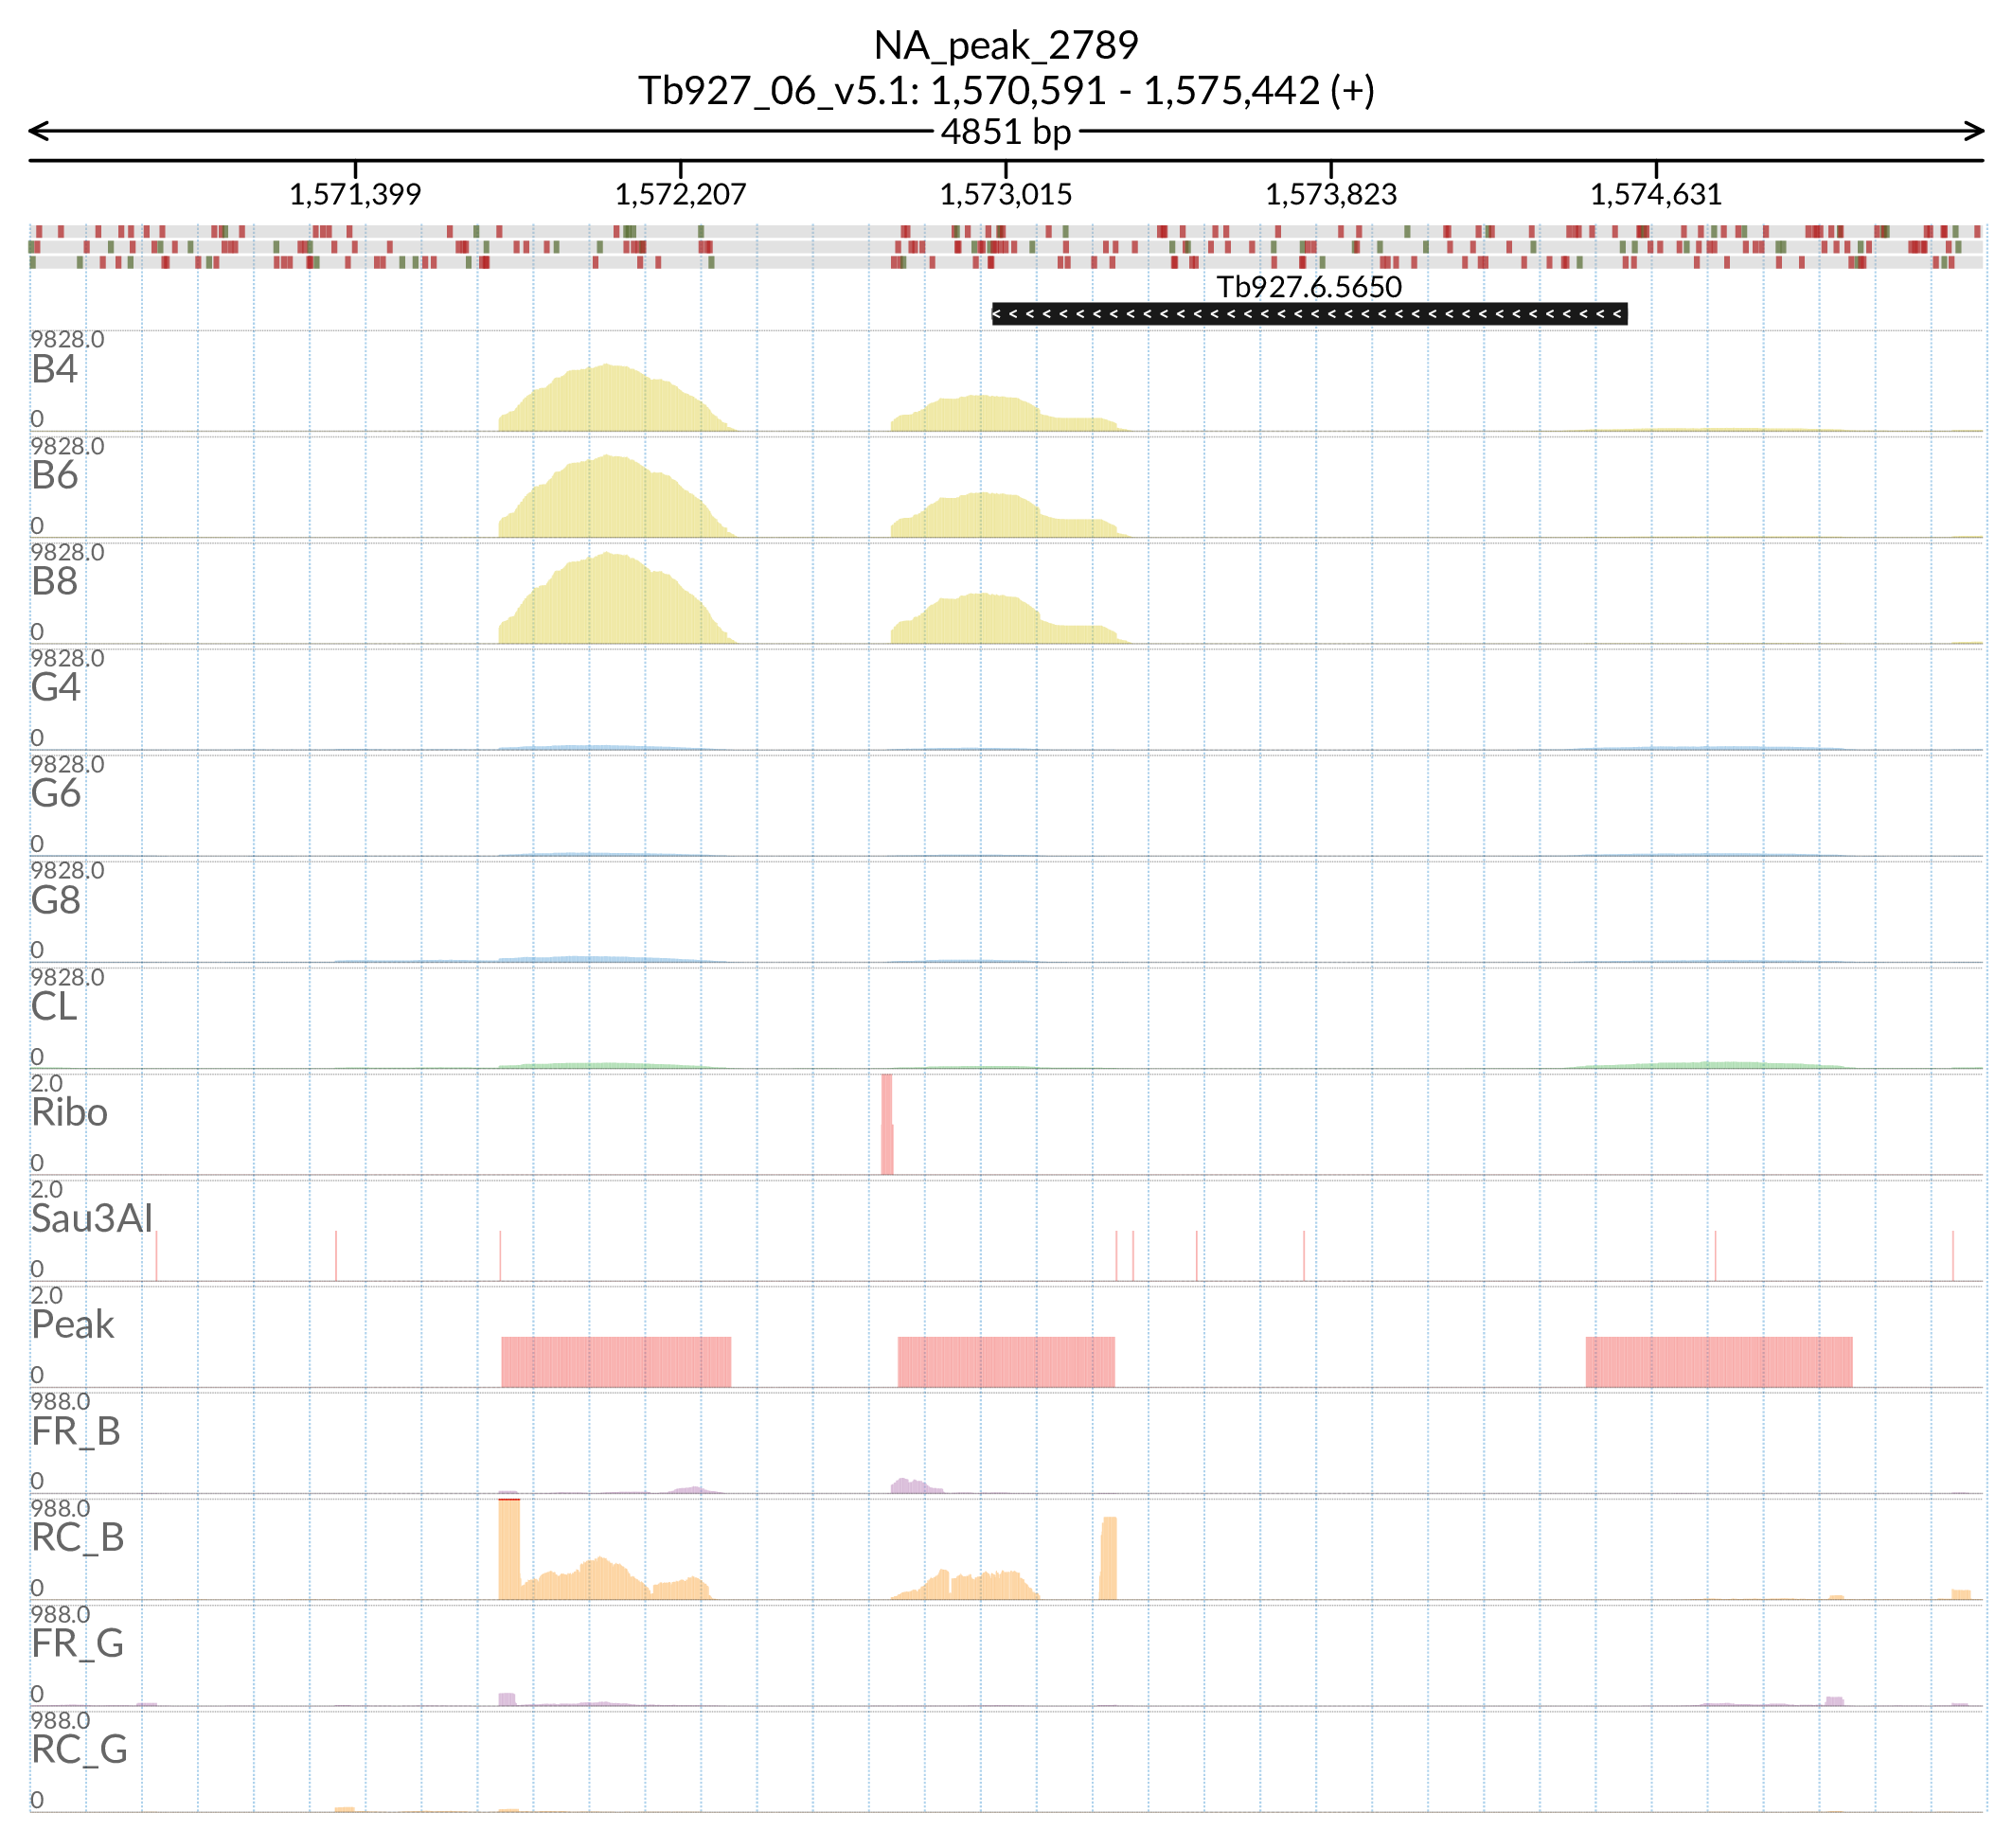 NA_peak_2789
Tb927_06_v5.1: 1,570,591 - 1,575,442 (+)
4851 bp
1,571,399 1,572,207 1,573,015 1,573,823 1,574,631
Tb927.6.5650
9828.0
B4
0
9828.0
B6
0
9828.0
B8
0
9828.0
G4
0
9828.0
G6
0
9828.0
G8
0
9828.0
CL
0
2.0
Ribo
0
2.0
Sau3AI
0
2.0
Peak
0
988.0
FR_B
0
988.0
RC_B
0
988.0
FR_G
0
988.0
RC_G
0